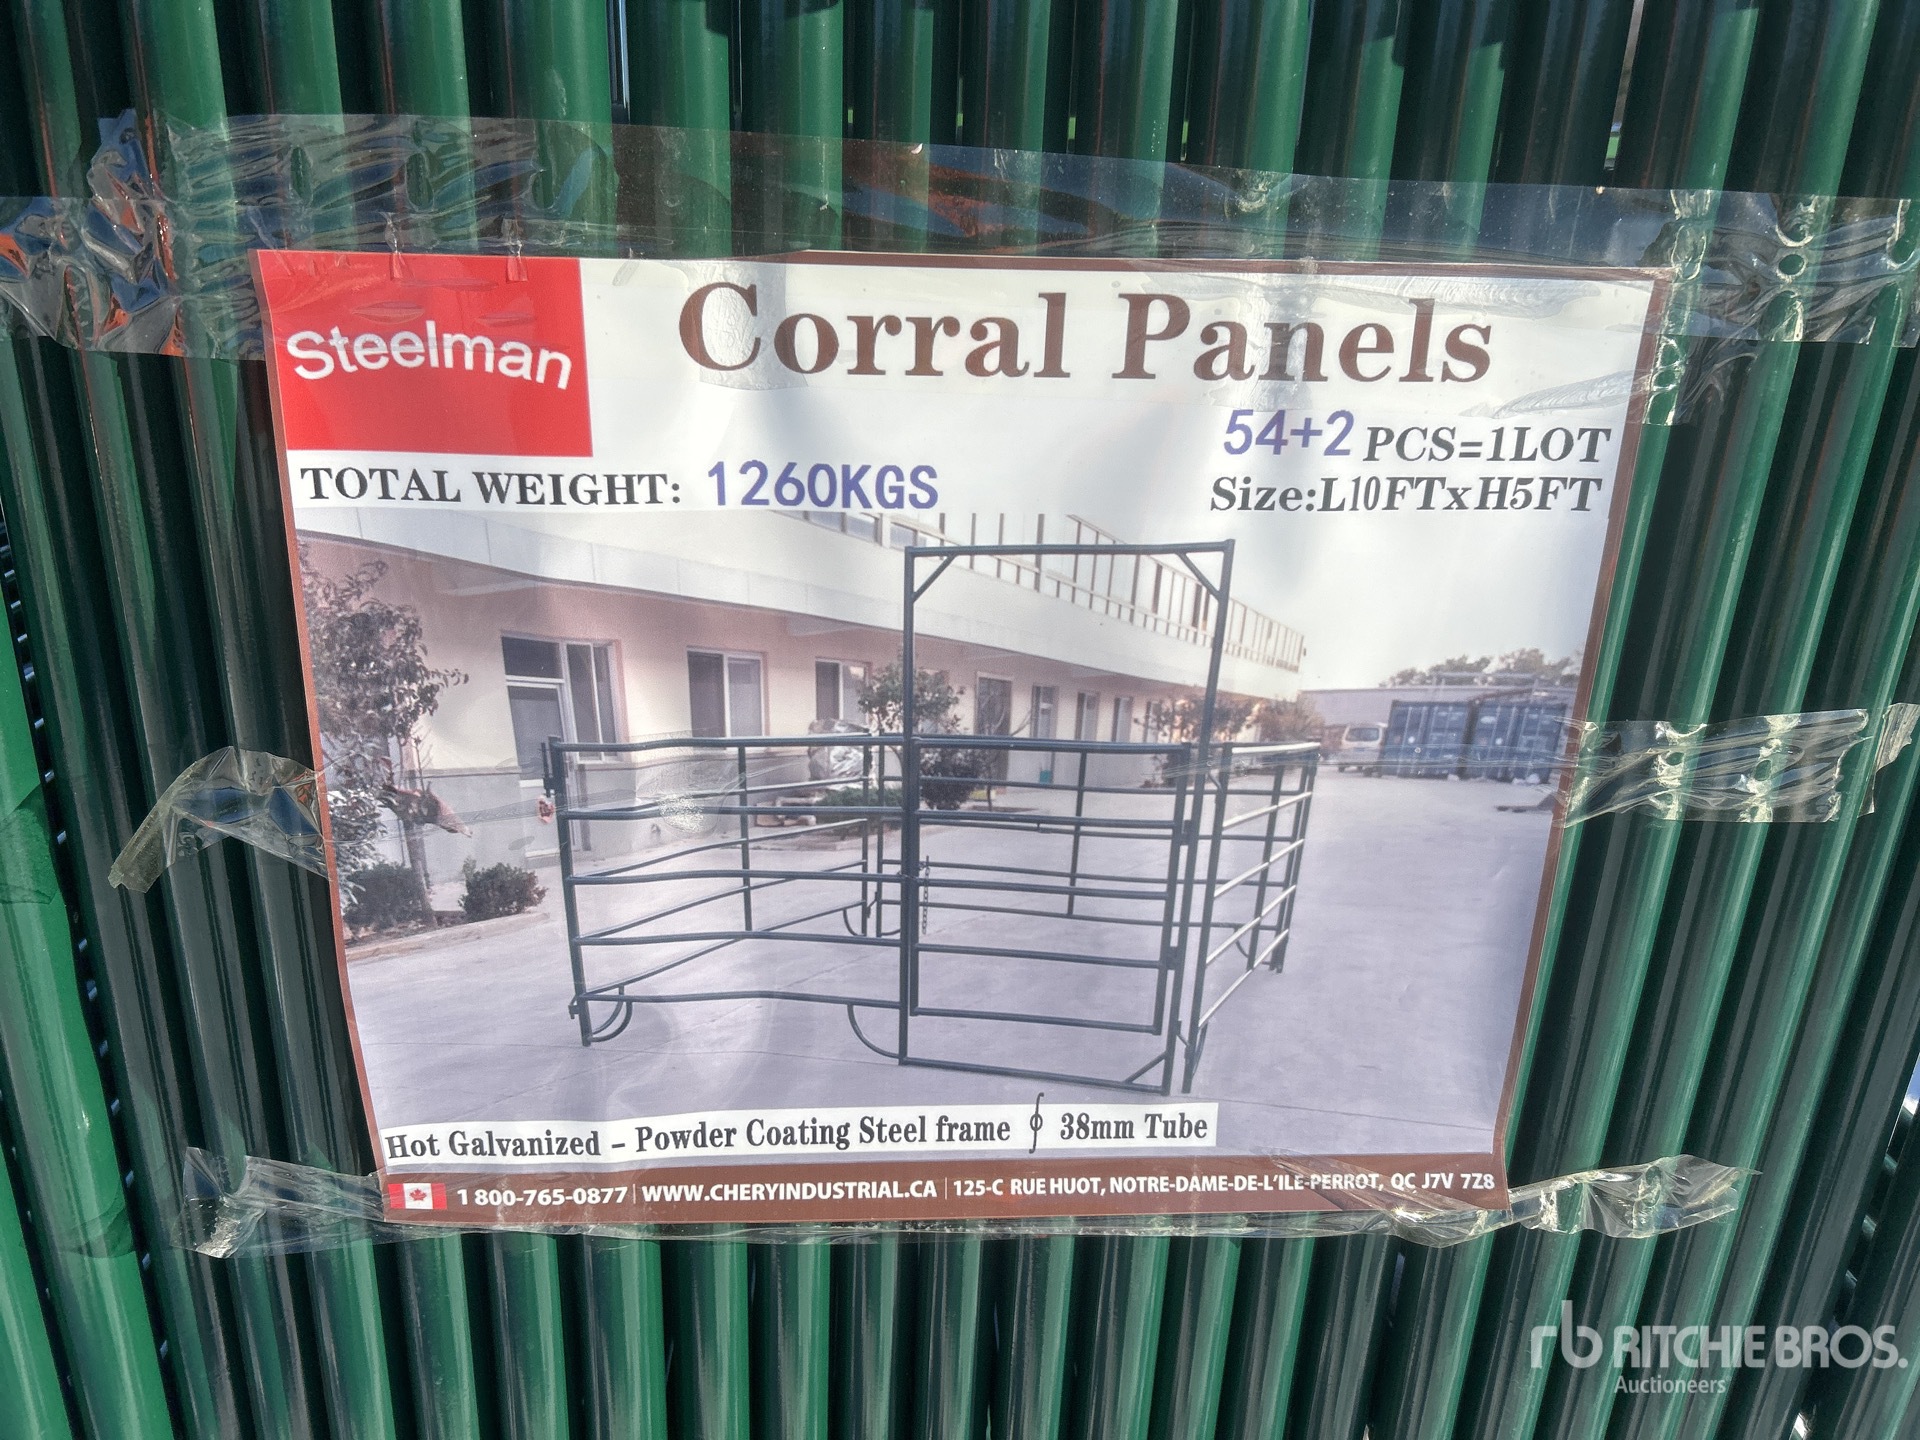 Steelman
Corral Panels
54+2 PCS=1LOT
TOTAL WEIGHT: 1260KGS
Size:L10FTxH5FT
Hot Galvanized - Powder Coating Steel frame ∮ 38mm Tube
1 800-765-0877 | WWW.CHERYINDUSTRIAL.CA | 125-C RUE HUOT, NOTRE-DAME-DE-L'ILE-PERROT, QC J7V 7Z8
rb RITCHIE BROS.
Auctioneers